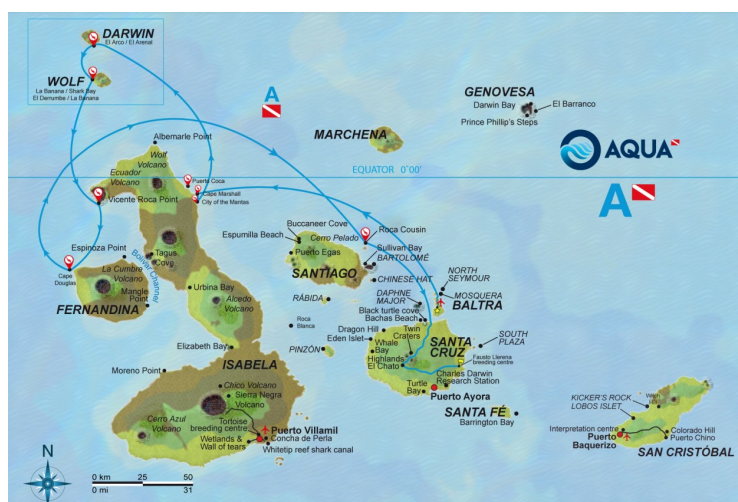 DARWIN
El Arco / El Arenal
WOLF
La Banana / Shark Bay
El Derrumbe / La Banana
A
GENOVESA
Darwin Bay
El Barranco
Prince Phillip's Steps
MARCHENA
AQUA
A
EQUATOR 0°00'
Albemarle Point
Wolf
Volcano
Ecuador
Volcano
Puerto Coca
Cape Marshall
City of the Mantas
Vicente Roca Point
Espinoza Point
Tagus
Cove
Bolivar Channel
La Cumbre
Volcano
Cape
Douglas
Mangle
Point
FERNANDINA
Urbina Bay
Alcedo
Volcano
Elizabeth Bay
Moreno Point
ISABELA
Chico Volcano
Sierra Negra
Volcano
Cerro Azul
Volcano
Tortoise
breeding centre
Puerto Villamil
Concha de Perla
Wetlands &
Wall of tears
Whitetip reef shark canal
Buccaneer Cove
Espumilla Beach
Cerro Pelado
Puerto Egas
Roca Cousin
Sullivan Bay
BARTOLOMÉ
SANTIAGO
CHINESE HAT
RÁBIDA
Roca
Blanca
PINZÓN
DAPHNE
MAJOR
Black turtle cove
Bachas Beach
NORTH
SEYMOUR
MOSQUERA
BALTRA
Dragon Hill
Eden Islet
Whale
Bay
Twin
Craters
Highlands
El Chato
SANTA
CRUZ
SOUTH
PLAZA
Fausto Llerena
breeding centre
Charles Darwin
Research Station
Turtle
Bay
Puerto Ayora
SANTA FÉ
Barrington Bay
KICKER'S ROCK
LOBOS ISLET
Interpretation centre
Puerto
Baquerizo
Colorado Hill
Puerto Chino
SAN CRISTÓBAL
N
0 km 25 50
0 mi 31